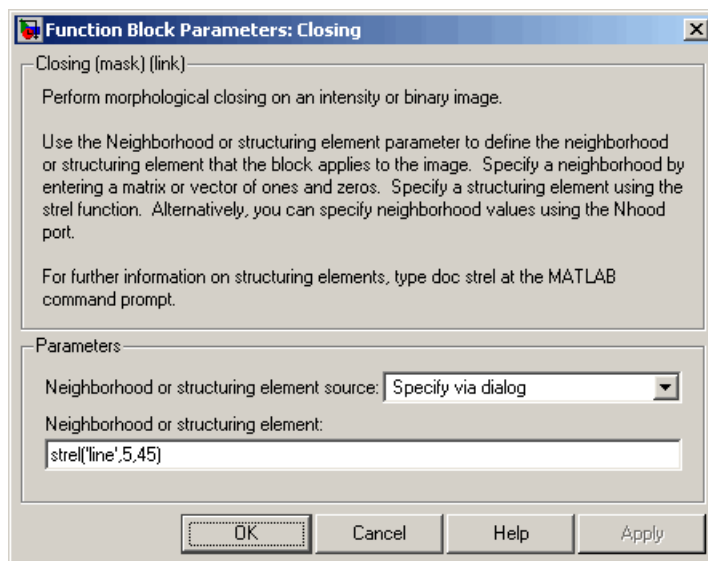 Function Block Parameters: Closing
Closing (mask) (link)
Perform morphological closing on an intensity or binary image.
Use the Neighborhood or structuring element parameter to define the neighborhood
or structuring element that the block applies to the image. Specify a neighborhood by
entering a matrix or vector of ones and zeros. Specify a structuring element using the
strel function. Alternatively, you can specify neighborhood values using the Nhood
port.
For further information on structuring elements, type doc strel at the MATLAB
command prompt.
Parameters
Neighborhood or structuring element source: Specify via dialog
Neighborhood or structuring element:
strel('line',5,45)
OK Cancel Help Apply